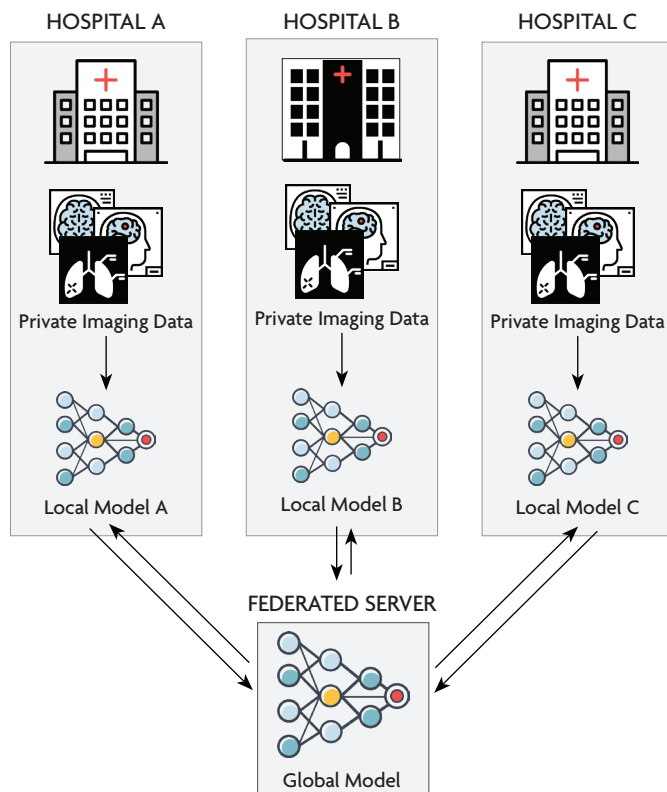 HOSPITAL A
HOSPITAL B
HOSPITAL C
Private Imaging Data
Private Imaging Data
Private Imaging Data
Local Model A
Local Model B
Local Model C
FEDERATED SERVER
Global Model